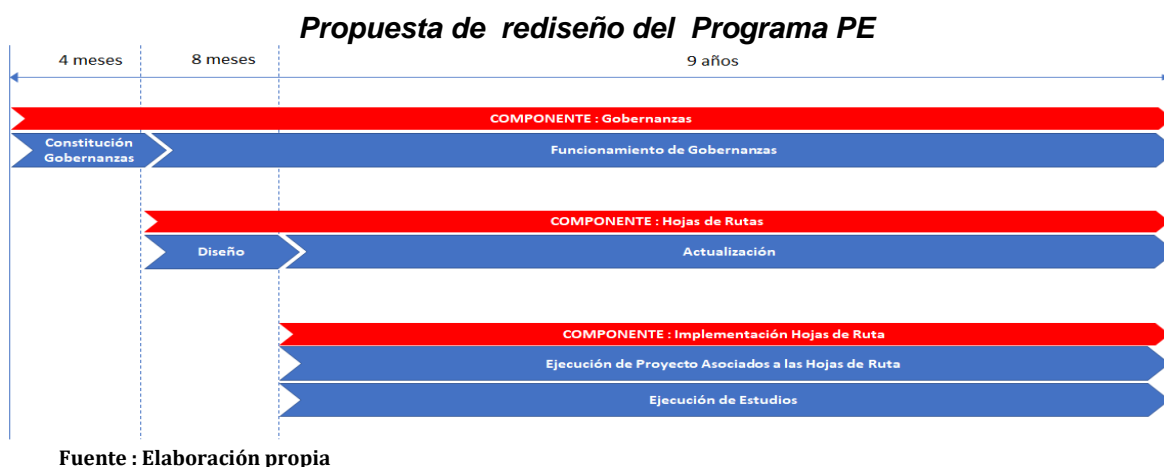 Propuesta de rediseño del Programa PE
4 meses
8 meses
9 años
COMPONENTE : Gobernanzas
Constitución
Gobernanzas
Funcionamiento de Gobernanzas
COMPONENTE : Hojas de Rutas
Diseño
Actualización
COMPONENTE : Implementación Hojas de Ruta
Ejecución de Proyecto Asociados a las Hojas de Ruta
Ejecución de Estudios
Fuente : Elaboración propia